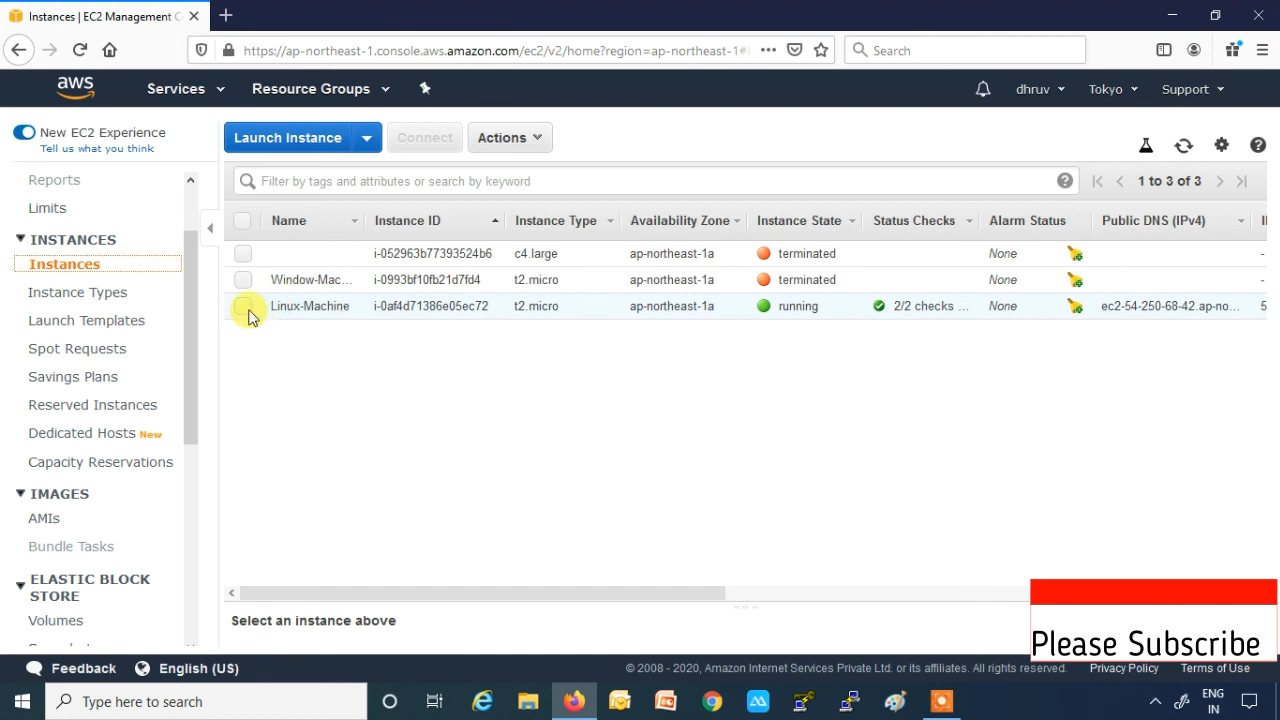 Instances | EC2 Management C
https://ap-northeast-1.console.aws.amazon.com/ec2/v2/home?region=ap-northeast-1#
Search
aws
Services
Resource Groups
dhruv
Tokyo
Support
New EC2 Experience
Tell us what you think
Launch Instance
Connect
Actions
Filter by tags and attributes or search by keyword
1 to 3 of 3
Name Instance ID Instance Type Availability Zone Instance State Status Checks Alarm Status Public DNS (IPv4)
i-052963b77393524b6 c4.large ap-northeast-1a terminated None -
Window-Mac... i-0993bf10fb21d7fd4 t2.micro ap-northeast-1a terminated None -
Linux-Machine i-0af4d71386e05ec72 t2.micro ap-northeast-1a running 2/2 checks ... None ec2-54-250-68-42.ap-no... 5
Reports
Limits
INSTANCES
Instances
Instance Types
Launch Templates
Spot Requests
Savings Plans
Reserved Instances
Dedicated Hosts New
Capacity Reservations
IMAGES
AMIs
Bundle Tasks
ELASTIC BLOCK
STORE
Volumes
Select an instance above
Please Subscribe
Feedback
English (US)
© 2008 - 2020, Amazon Internet Services Private Ltd. or its affiliates. All rights reserved.
Privacy Policy
Terms of Use
Type here to search
ENG
IN